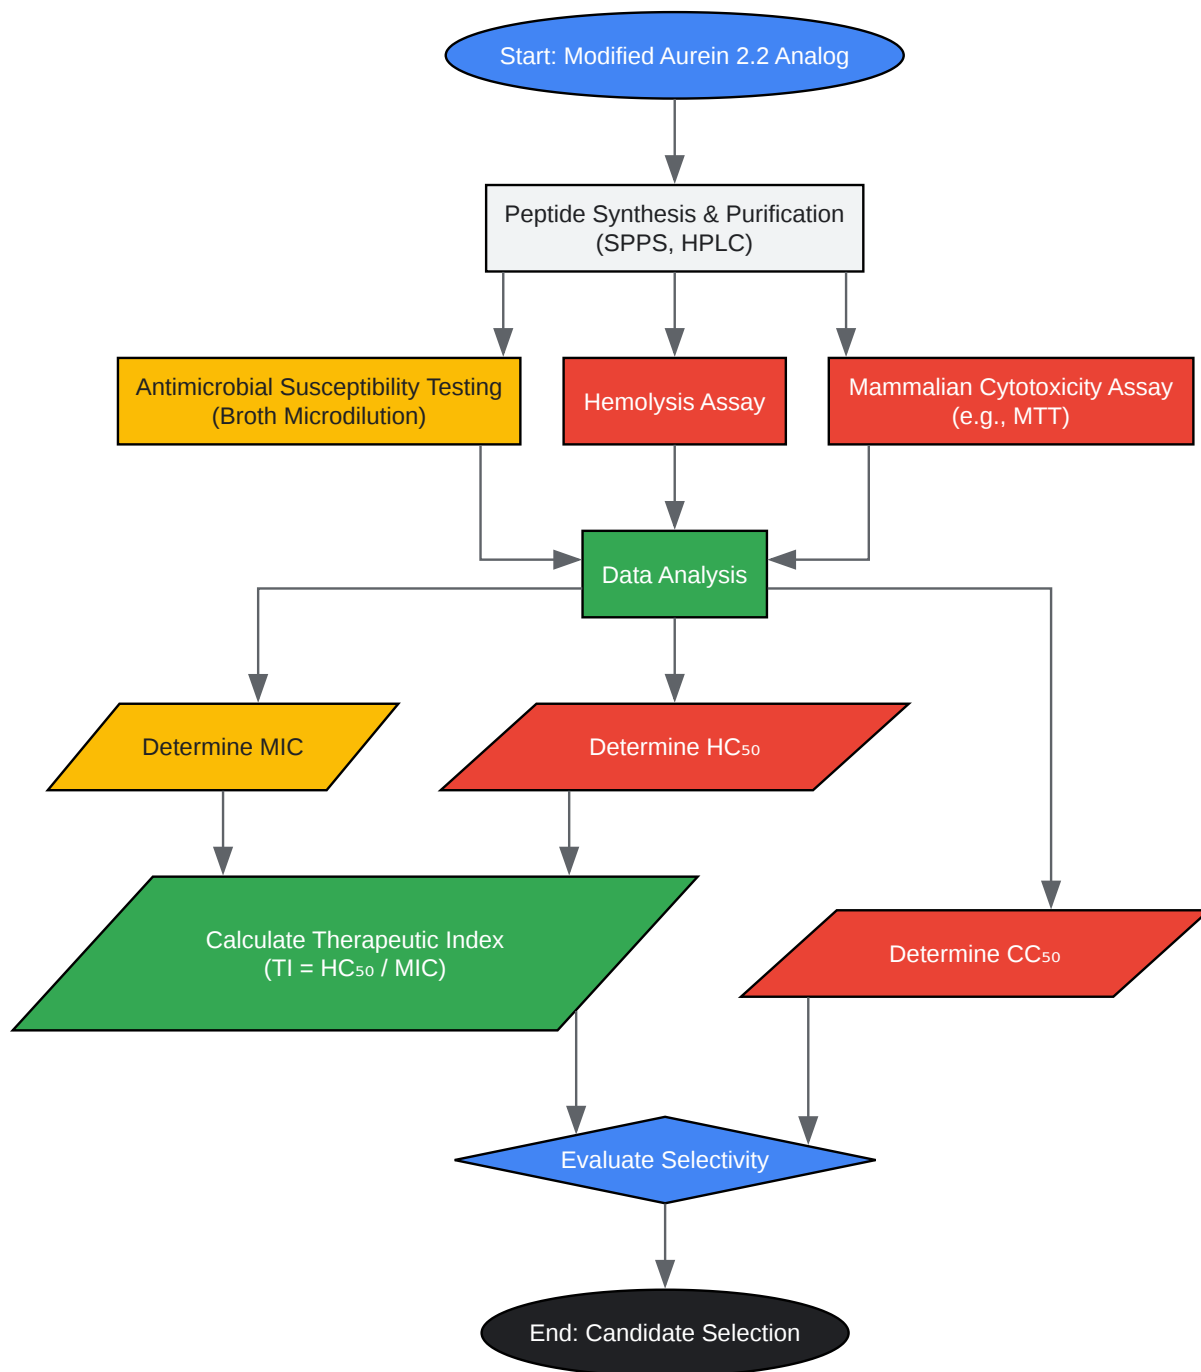 Start: Modified Aurein 2.2 Analog
Peptide Synthesis & Purification
(SPPS, HPLC)
Antimicrobial Susceptibility Testing
(Broth Microdilution)
Hemolysis Assay
Mammalian Cytotoxicity Assay
(e.g., MTT)
Data Analysis
Determine MIC
Determine HC₅₀
Calculate Therapeutic Index
(TI = HC₅₀ / MIC)
Determine CC₅₀
Evaluate Selectivity
End: Candidate Selection